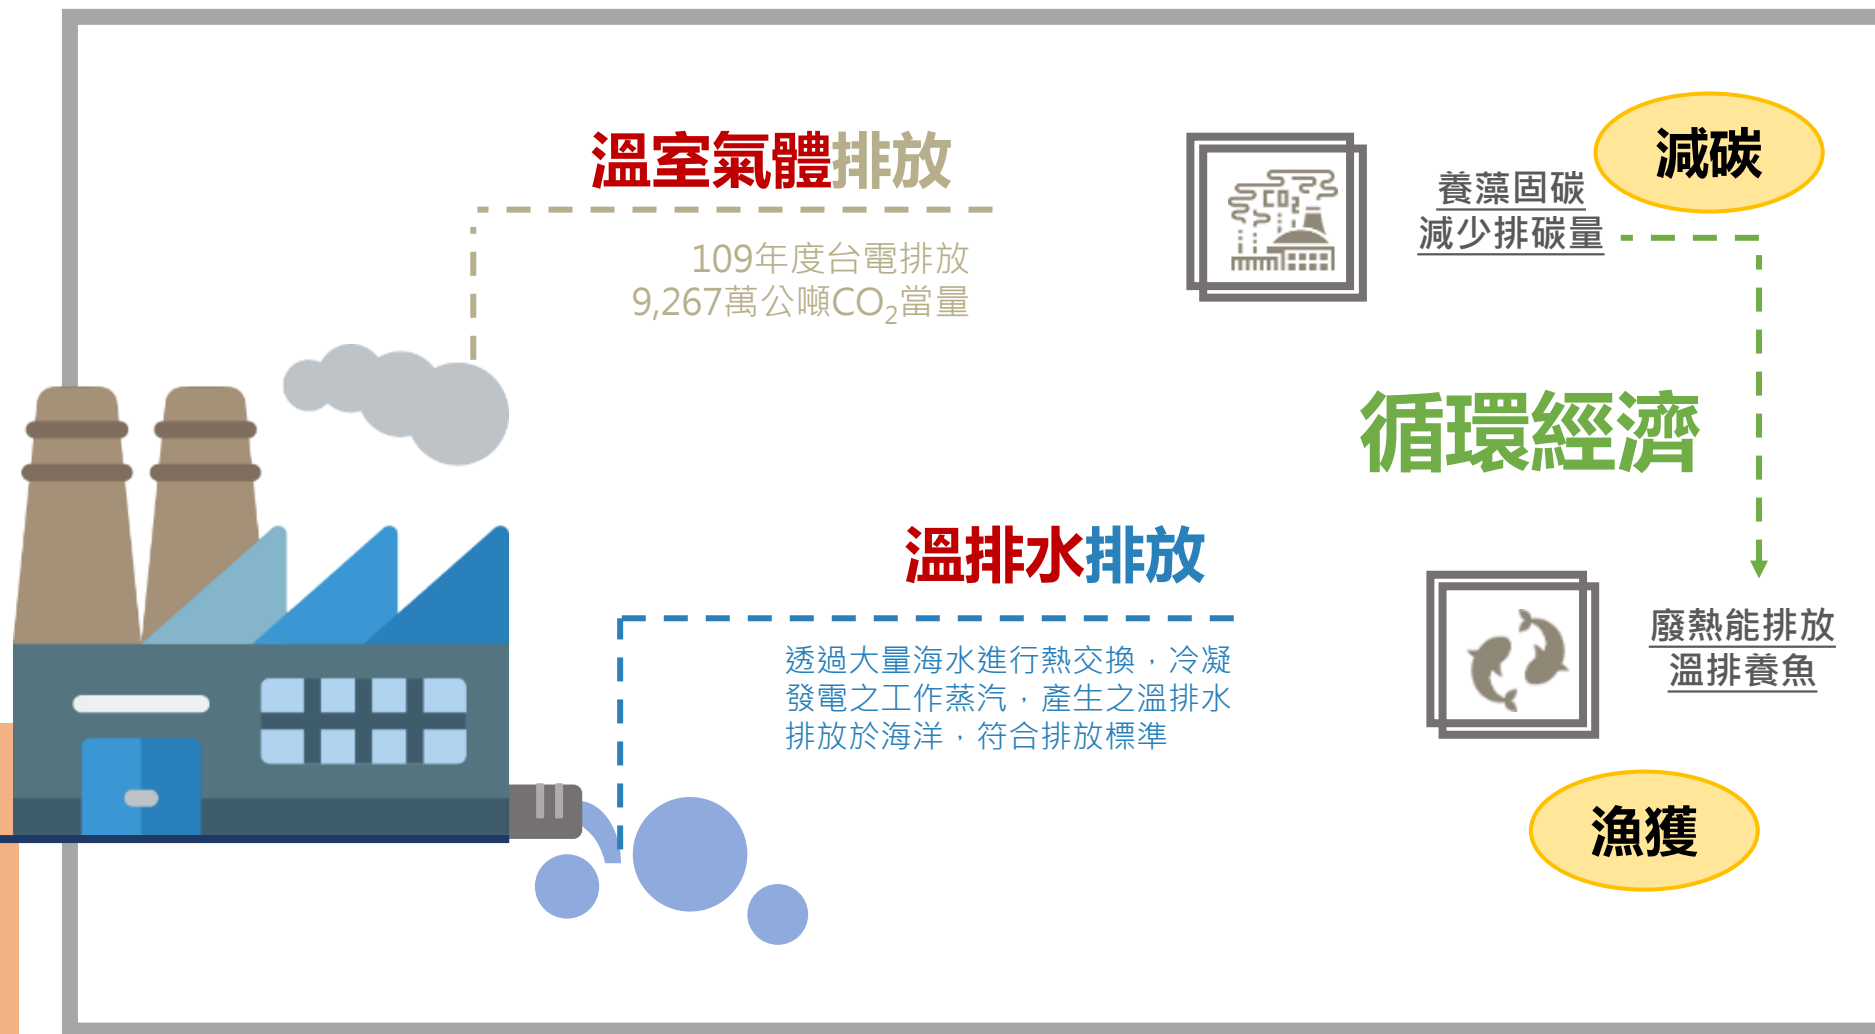 溫室氣體排放
109年度台電排放
9,267萬公噸CO₂當量
減碳
養藻固碳
減少排碳量
循環經濟
溫排水排放
透過大量海水進行熱交換，冷凝
發電之工作蒸汽，產生之溫排水
排放於海洋，符合排放標準
廢熱能排放
溫排養魚
漁獲